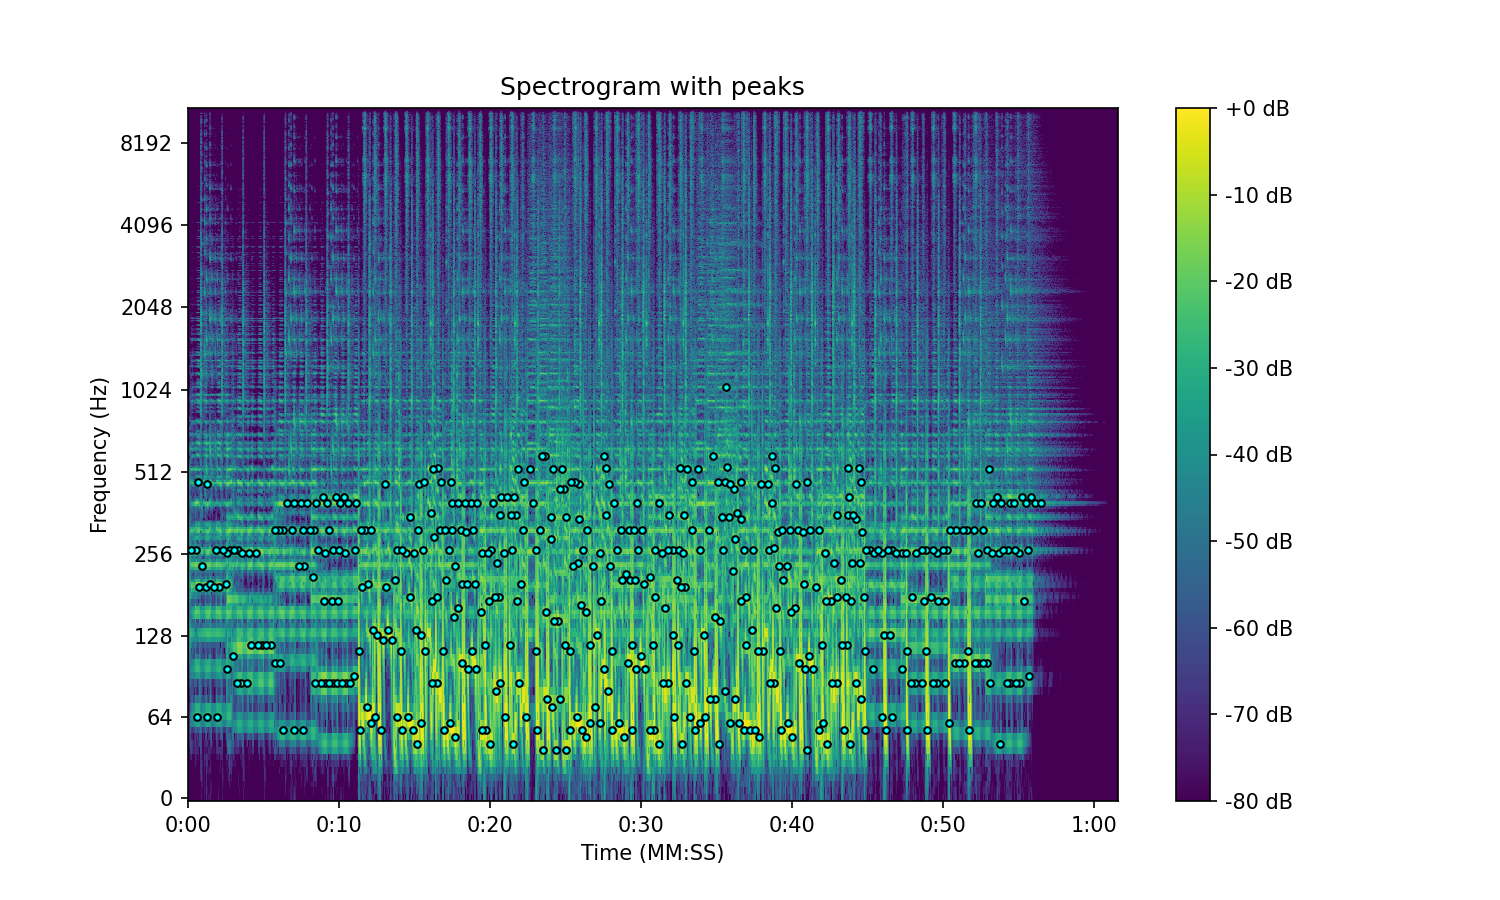 Spectrogram with peaks
Frequency (Hz)
8192
4096
2048
1024
512
256
128
64
0
0:00 0:10 0:20 0:30 0:40 0:50 1:00
Time (MM:SS)
+0 dB
-10 dB
-20 dB
-30 dB
-40 dB
-50 dB
-60 dB
-70 dB
-80 dB